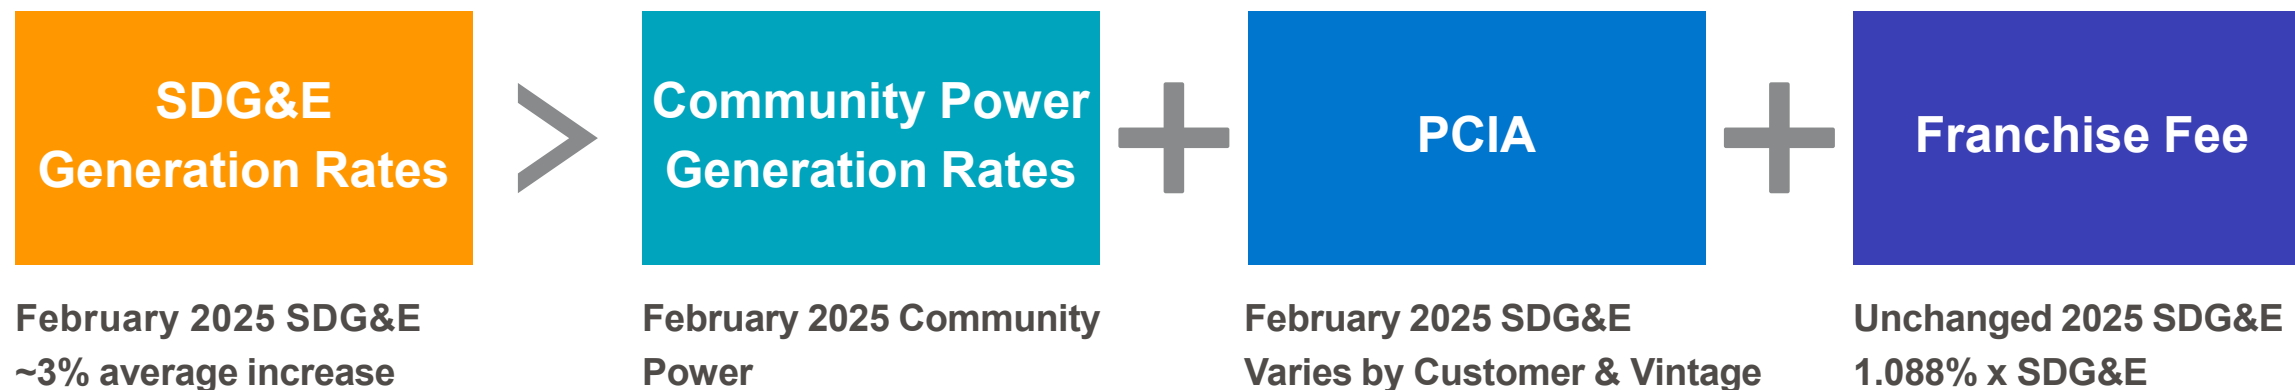 SDG&E
Generation Rates
>
Community Power
Generation Rates
+
PCIA
+
Franchise Fee
February 2025 SDG&E
~3% average increase
February 2025 Community
Power
February 2025 SDG&E
Varies by Customer & Vintage
Unchanged 2025 SDG&E
1.088% x SDG&E